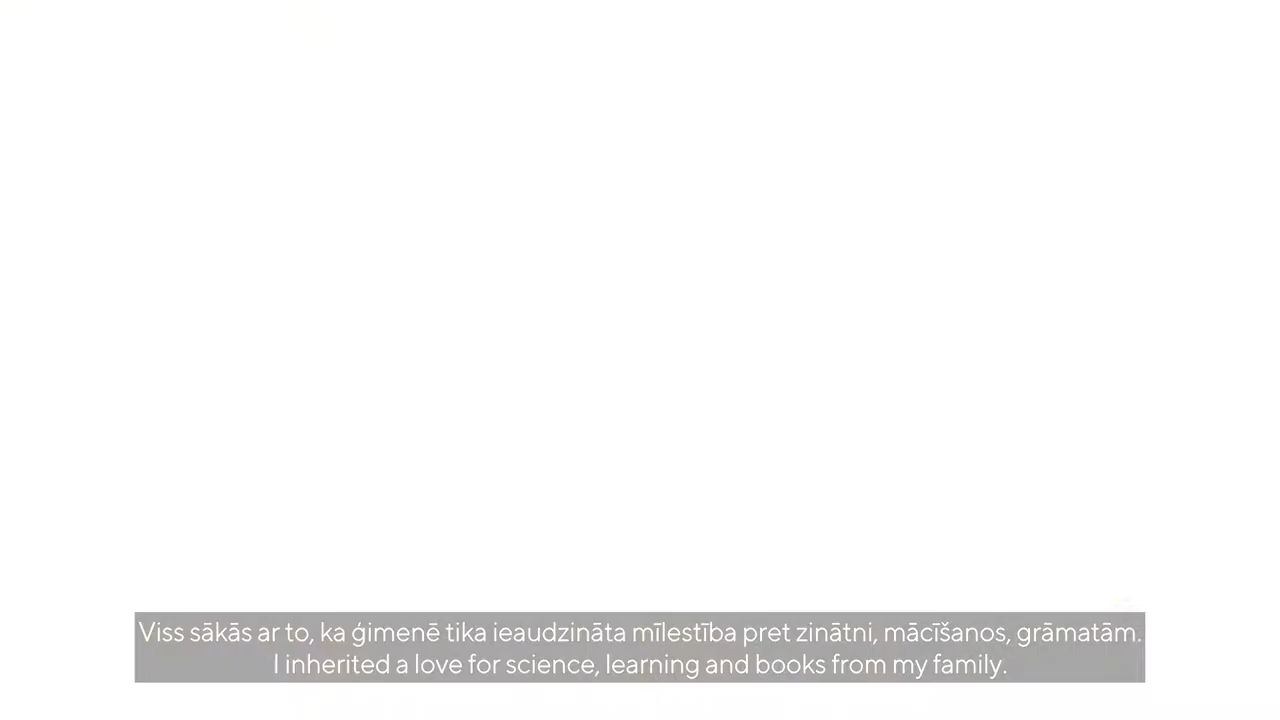 Viss sākās ar to, ka ģimenē tika ieaudzināta mīlestība pret zinātni, mācīšanos, grāmatām.
I inherited a love for science, learning and books from my family.